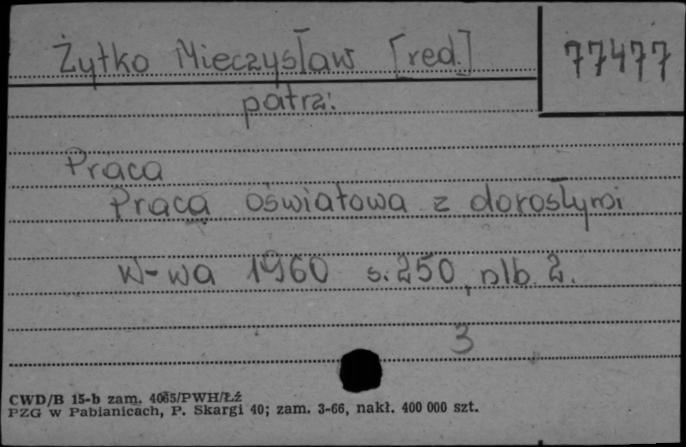 Żytko Mieczysław [red.]
77477
patrz:
Praca
Praca oświatowa z dorosłymi
W-wa 1960 s. 250, nlb. 2.
3
CWD/B 15-b zam. 4065/PWH/Łź
PZG w Pabianicach, P. Skargi 40; zam. 3-66, nakł. 400 000 szt.